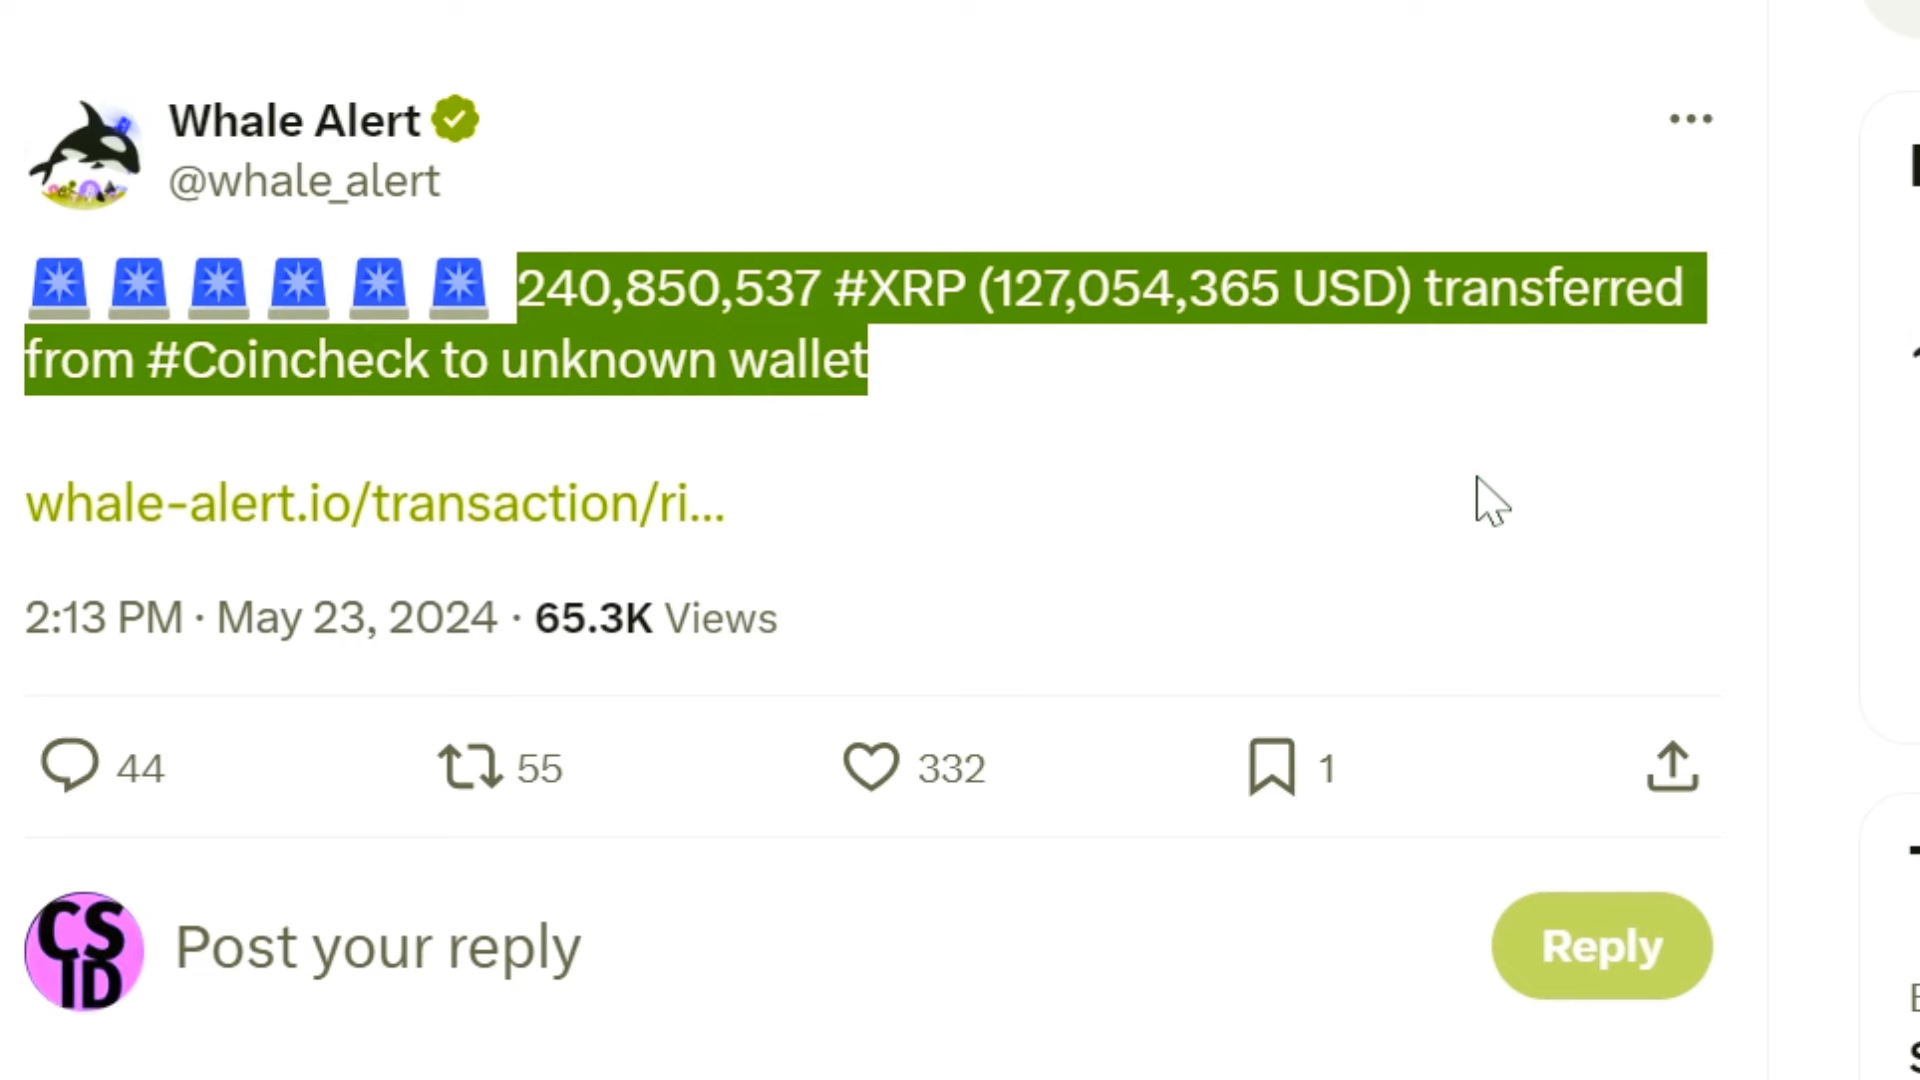 Whale Alert
@whale_alert
240,850,537 #XRP (127,054,365 USD) transferred
from #Coincheck to unknown wallet
whale-alert.io/transaction/ri...
2:13 PM · May 23, 2024 · 65.3K Views
44 55 332 1
CS
ID
Post your reply
Reply